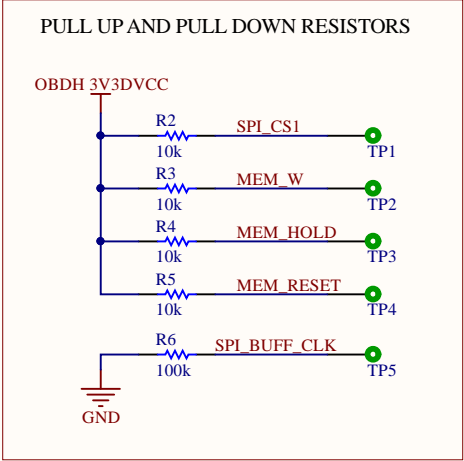 PULL UP AND PULL DOWN RESISTORS
OBDH 3V3DVCC
R2 SPI_CS1
10k TP1
R3 MEM_W
10k TP2
R4 MEM_HOLD
10k TP3
R5 MEM_RESET
10k TP4
R6 SPI_BUFF_CLK
100k TP5
GND